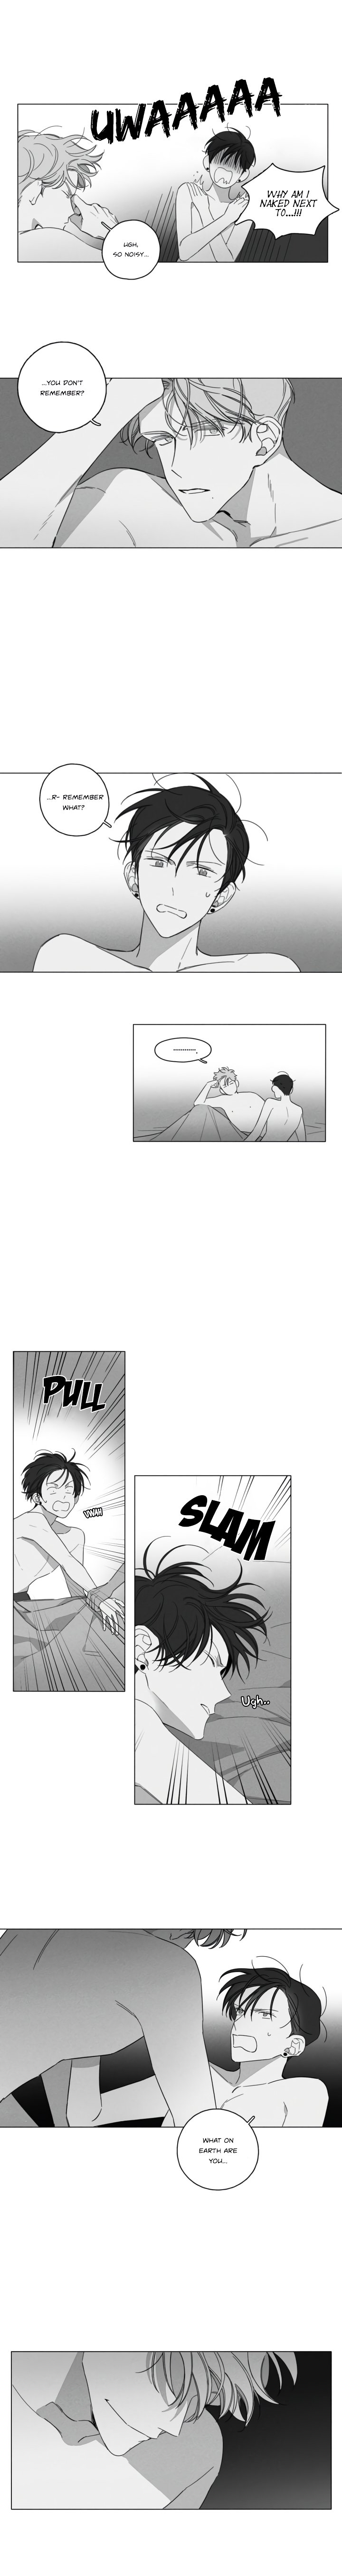 UWAAAAA
UGH,
SO NOISY...
WHY AM I
NAKED NEXT
TO...!!!
...YOU DON'T
REMEMBER?
...R- REMEMBER
WHAT?
............
PULL
UWAH
SLAM
Ugh..
WHAT ON
EARTH ARE
YOU...